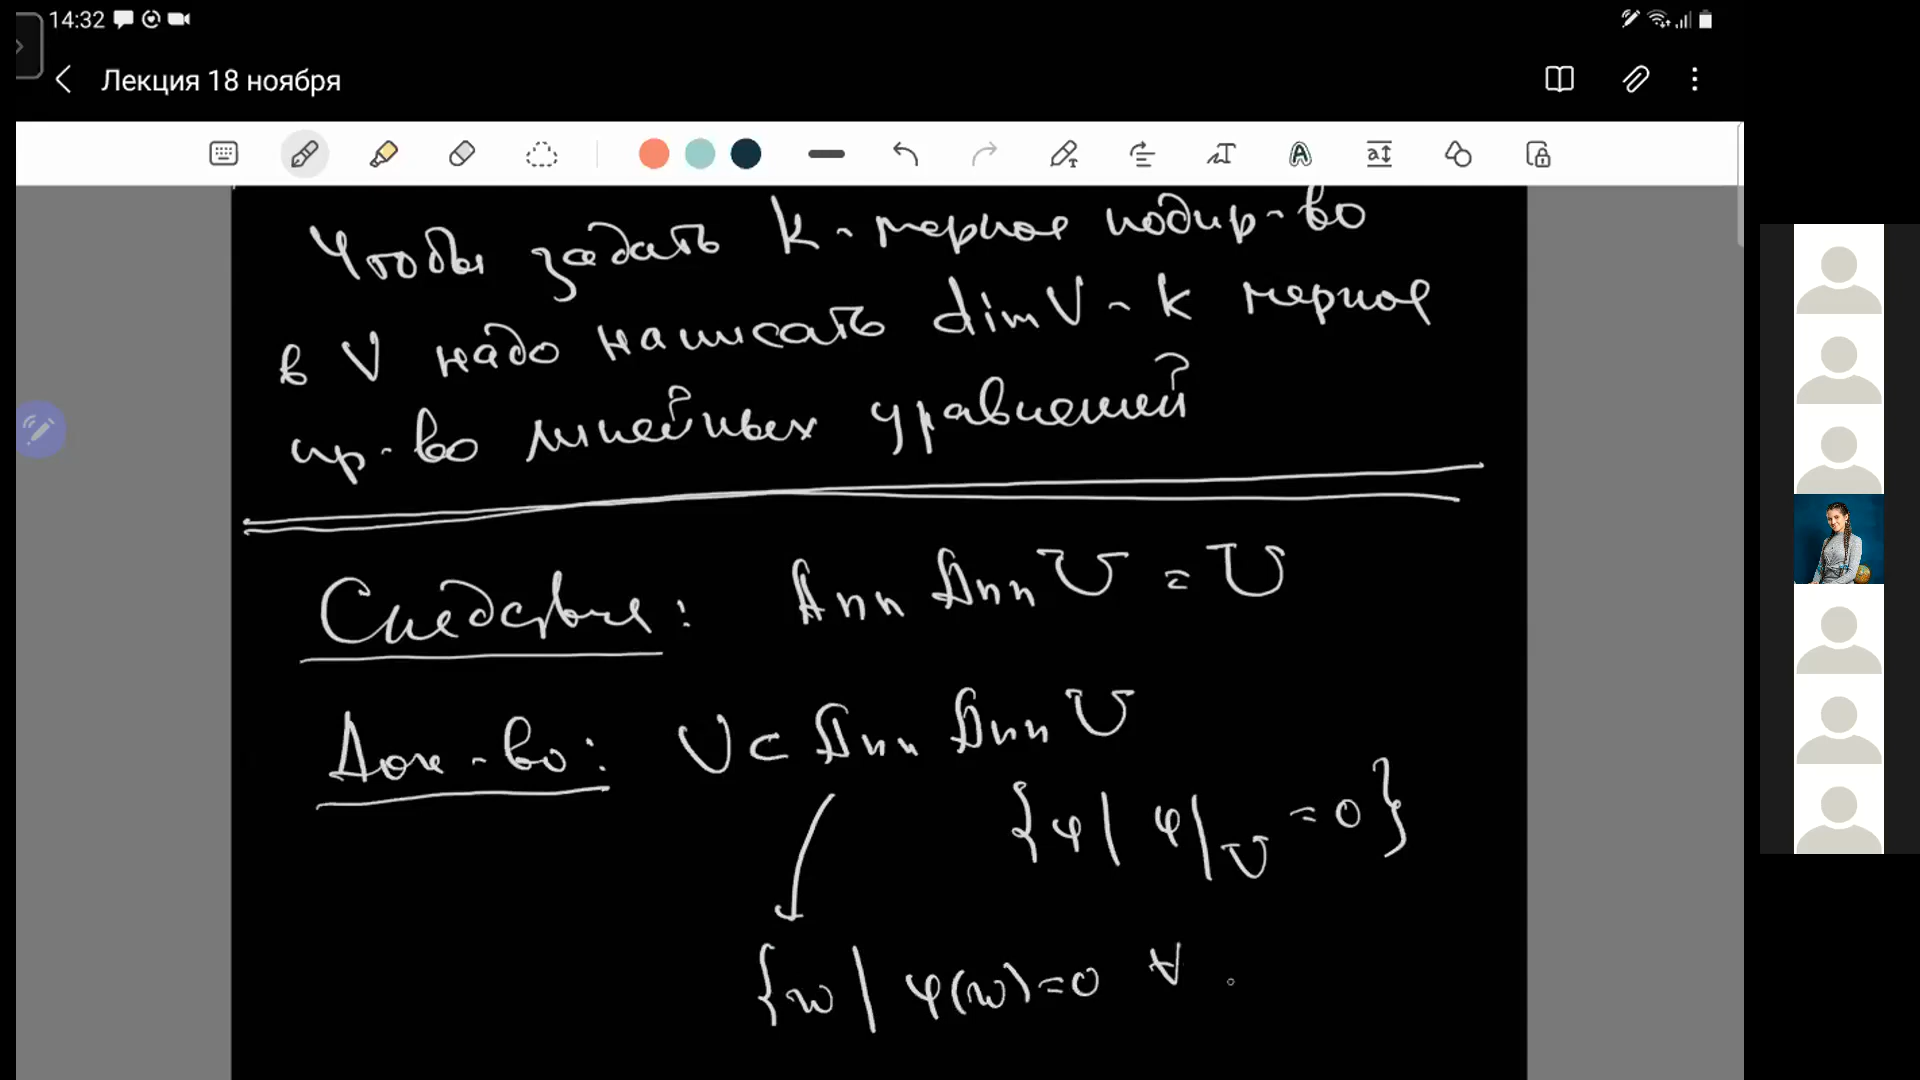 14:32
Лекция 18 ноября
Чтобы задать k-мерное подпр-во
в V надо написать dim V - k мерное
пр-во линейных уравнений
Следствие: Ann Ann U = U
Док-во: U ⊂ Ann Ann U
{φ | φ|_U = 0}
{w | φ(w)=0 ∀